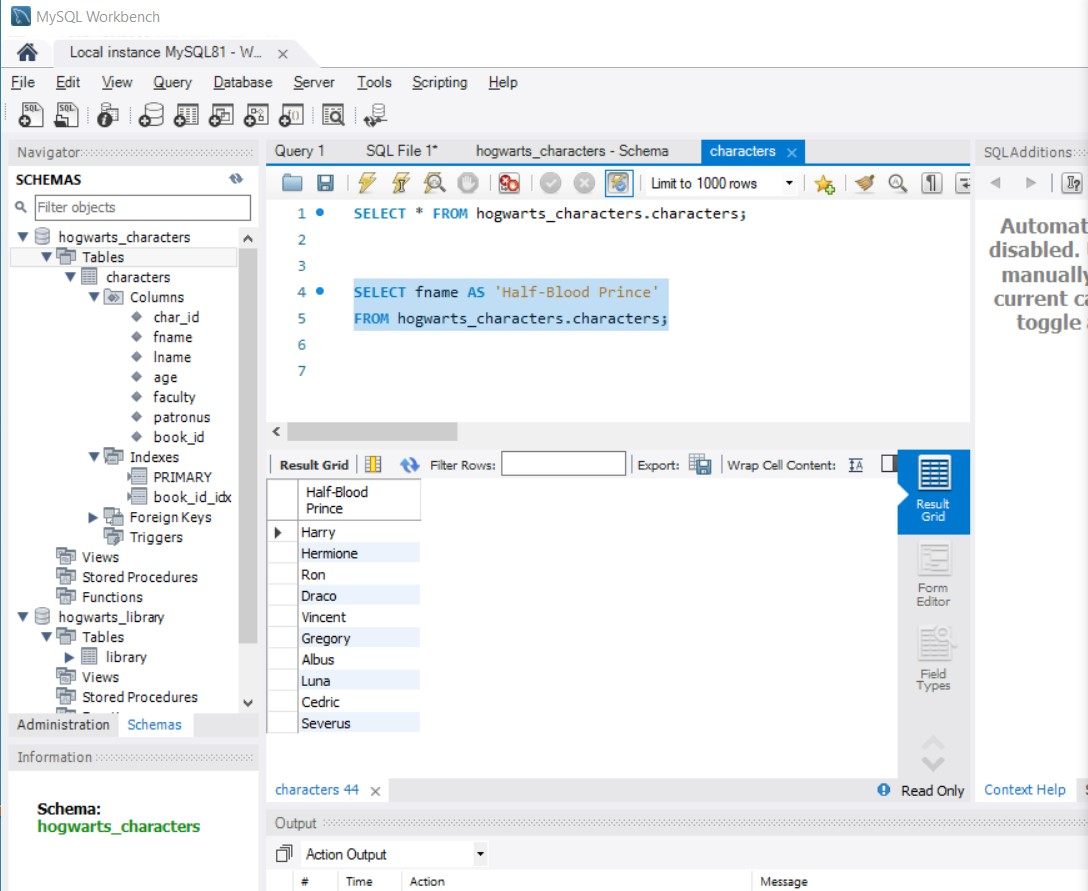 MySQL Workbench
Local instance MySQL81 - W...
File Edit View Query Database Server Tools Scripting Help
Navigator
SCHEMAS
Filter objects
hogwarts_characters
Tables
characters
Columns
char_id
fname
lname
age
faculty
patronus
book_id
Indexes
PRIMARY
book_id_idx
Foreign Keys
Triggers
Views
Stored Procedures
Functions
hogwarts_library
Tables
library
Views
Stored Procedures
Administration Schemas
Information
Schema:
hogwarts_characters
Query 1 SQL File 1* hogwarts_characters - Schema characters
Limit to 1000 rows
1 SELECT * FROM hogwarts_characters.characters;
2
3
4 SELECT fname AS 'Half-Blood Prince'
5 FROM hogwarts_characters.characters;
6
7
Result Grid Filter Rows: Export: Wrap Cell Content:
Half-Blood
Prince
Harry
Hermione
Ron
Draco
Vincent
Gregory
Albus
Luna
Cedric
Severus
Result
Grid
Form
Editor
Field
Types
characters 44 Read Only
Output
Action Output
# Time Action Message
SQLAdditions
Automat
disabled.
manually
current ca
toggle
Context Help